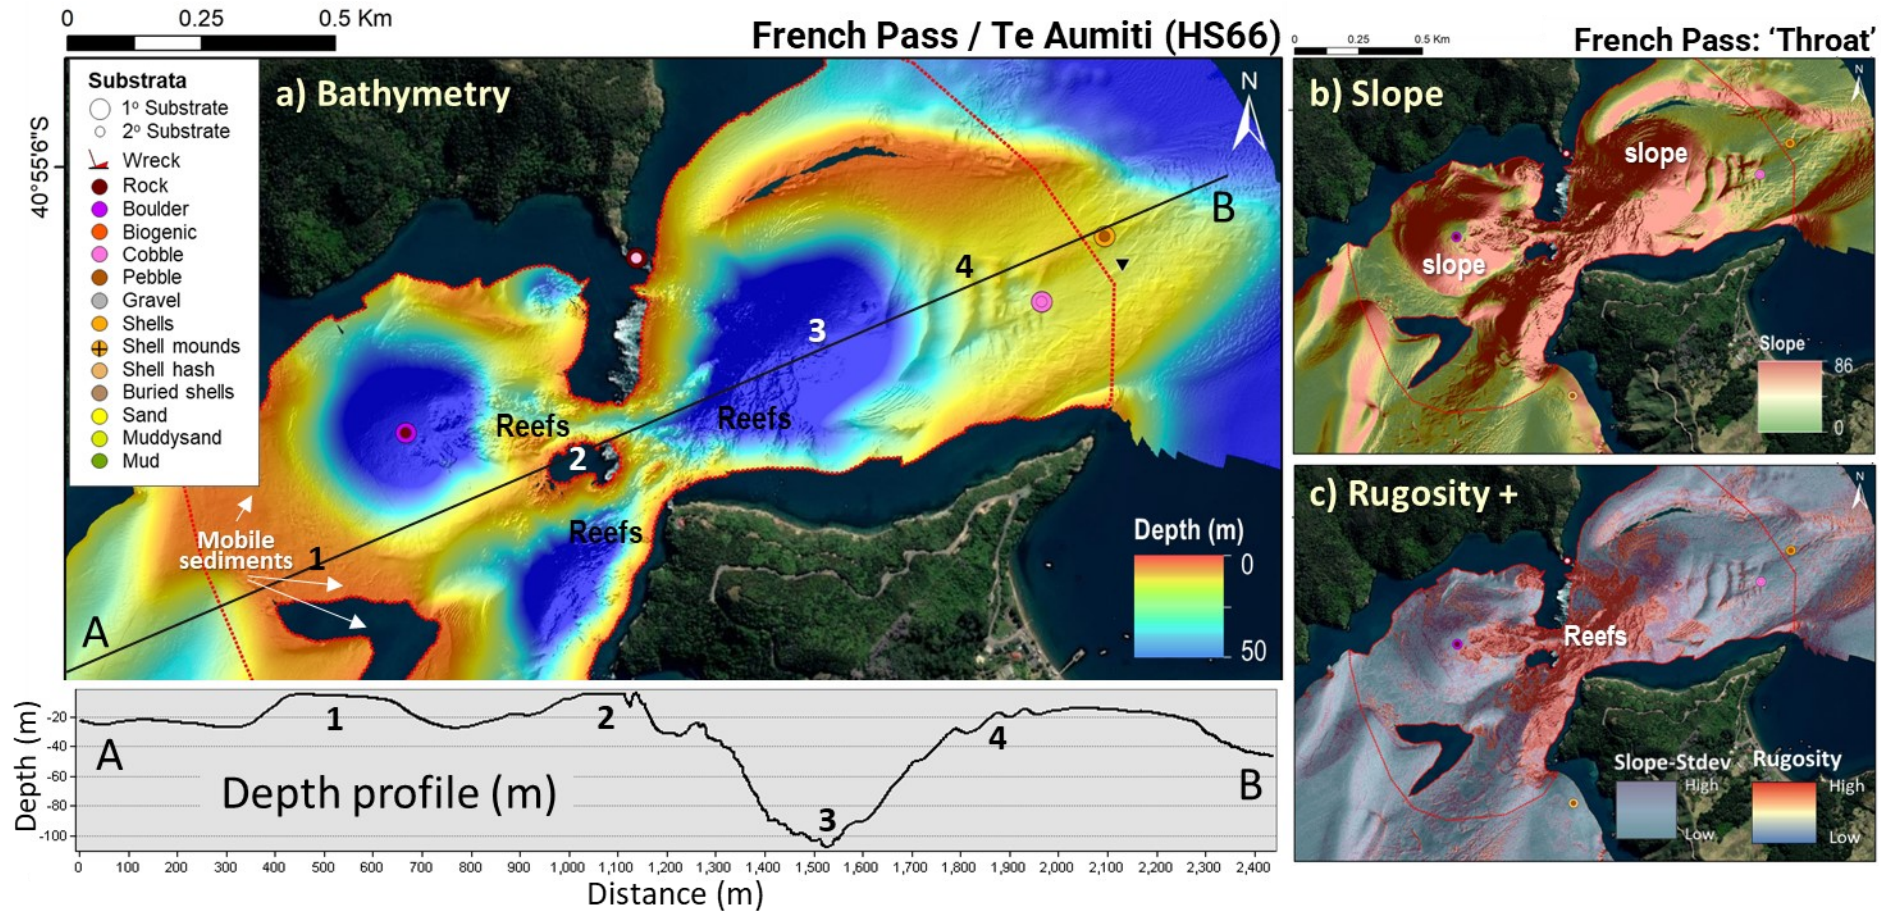 0 0.25 0.5 Km
French Pass / Te Aumiti (HS66)
40°55'6"S
a) Bathymetry
N
Substrata
1º Substrate
2º Substrate
Wreck
Rock
Boulder
Biogenic
Cobble
Pebble
Gravel
Shells
Shell mounds
Shell hash
Buried shells
Sand
Muddysand
Mud
B
4
3
Reefs
Reefs
2
Reefs
Mobile
sediments
1
A
Depth (m)
0
50
Depth (m)
-20
-40
-60
-80
-100
A
1
2
3
4
B
Depth profile (m)
0 100 200 300 400 500 600 700 800 900 1,000 1,100 1,200 1,300 1,400 1,500 1,600 1,700 1,800 1,900 2,000 2,100 2,200 2,300 2,400
Distance (m)
0 0.25 0.5 Km
French Pass: ‘Throat’
b) Slope
N
slope
slope
Slope
86
0
c) Rugosity +
N
Reefs
Slope-Stdev
High
Low
Rugosity
High
Low